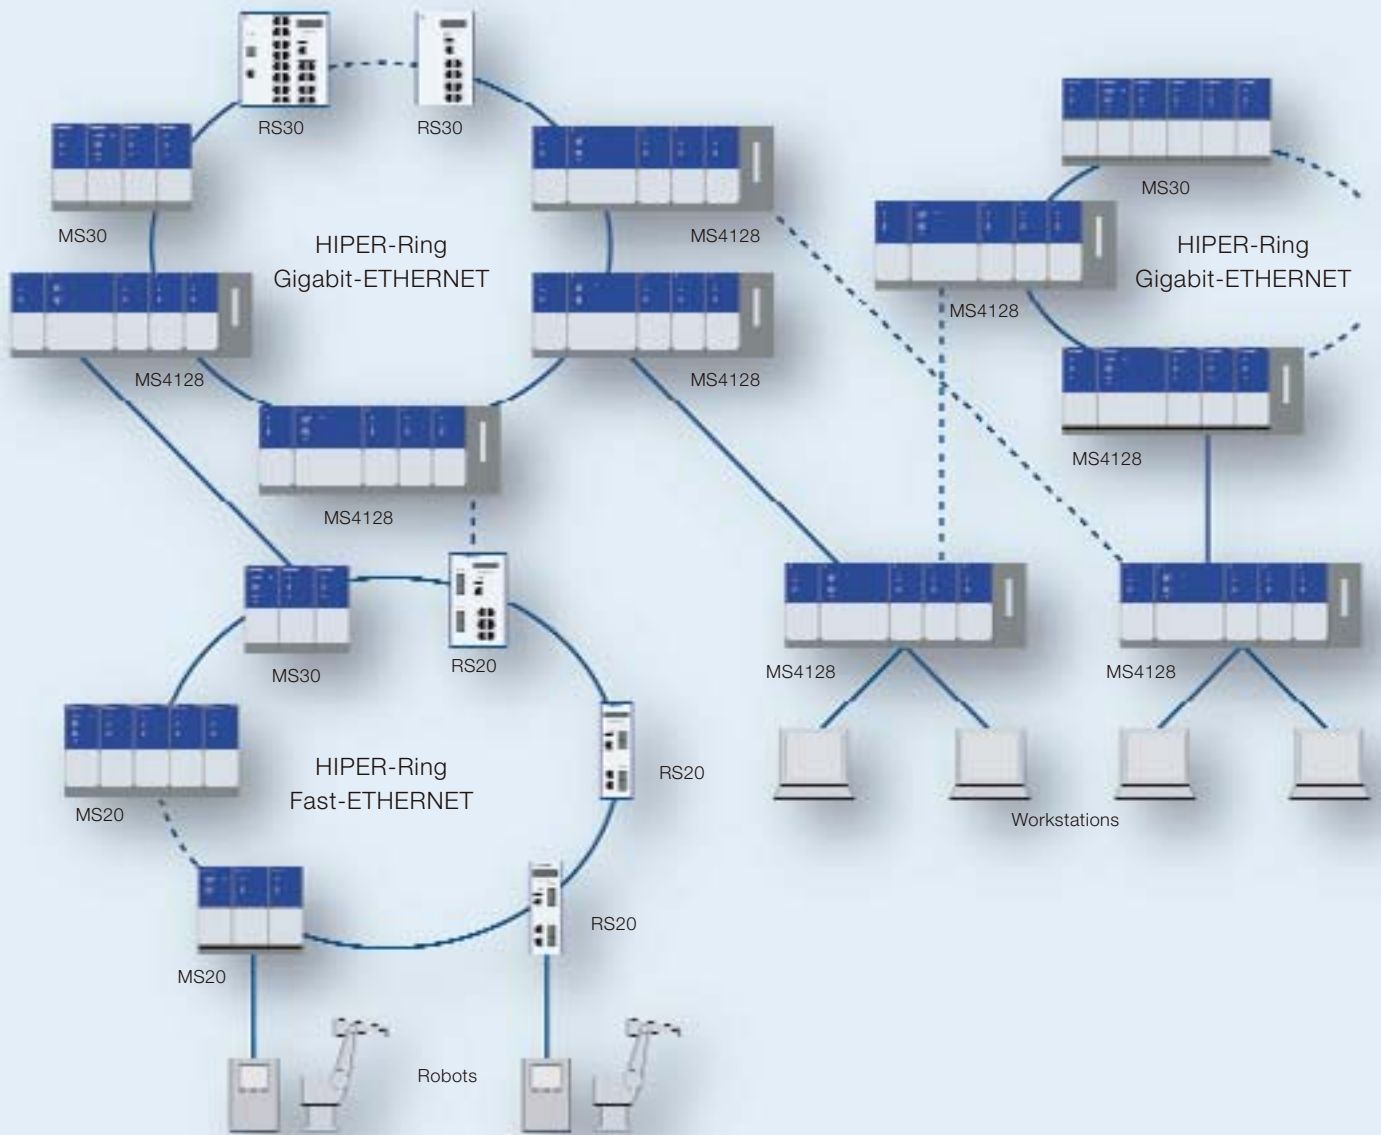 RS30
RS30
MS30
MS30
MS4128
HIPER-Ring
Gigabit-ETHERNET
HIPER-Ring
Gigabit-ETHERNET
MS4128
MS4128
MS4128
MS4128
MS4128
RS20
MS30
MS4128
MS4128
HIPER-Ring
Fast-ETHERNET
RS20
MS20
Workstations
RS20
MS20
Robots